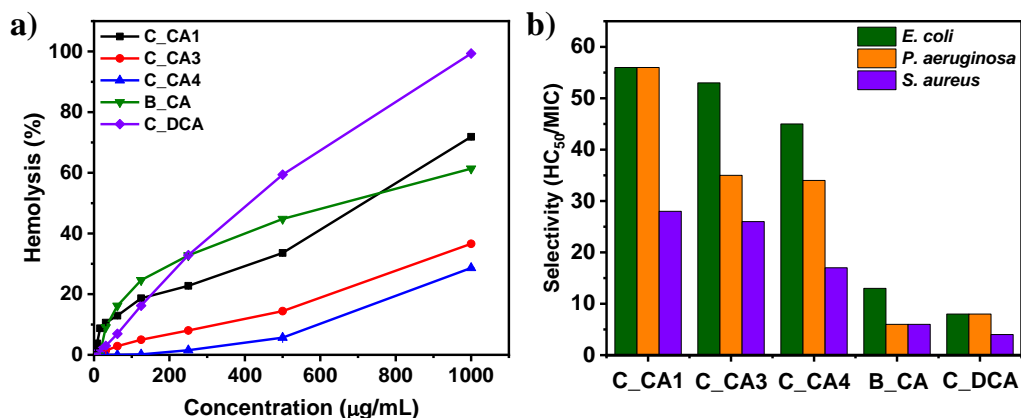 a)
C_CA1
C_CA3
C_CA4
B_CA
C_DCA
Hemolysis (%)
100
80
60
40
20
0
0 200 400 600 800 1000
Concentration (µg/mL)
b)
E. coli
P. aeruginosa
S. aureus
Selectivity (HC50/MIC)
60
50
40
30
20
10
0
C_CA1 C_CA3 C_CA4 B_CA C_DCA